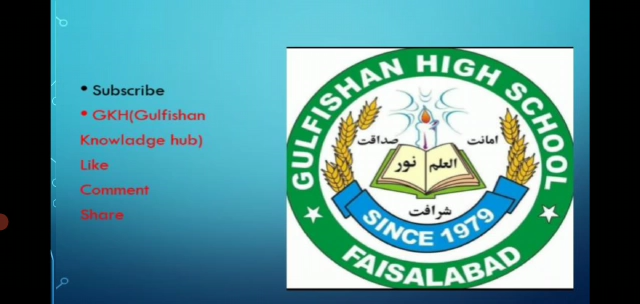 • Subscribe
• GKH(Gulfishan
Knowladge hub)
Like
Comment
Share
GULFISHAN HIGH SCHOOL
صداقت
امانت
العلم نور
شرافت
SINCE 1979
FAISALABAD